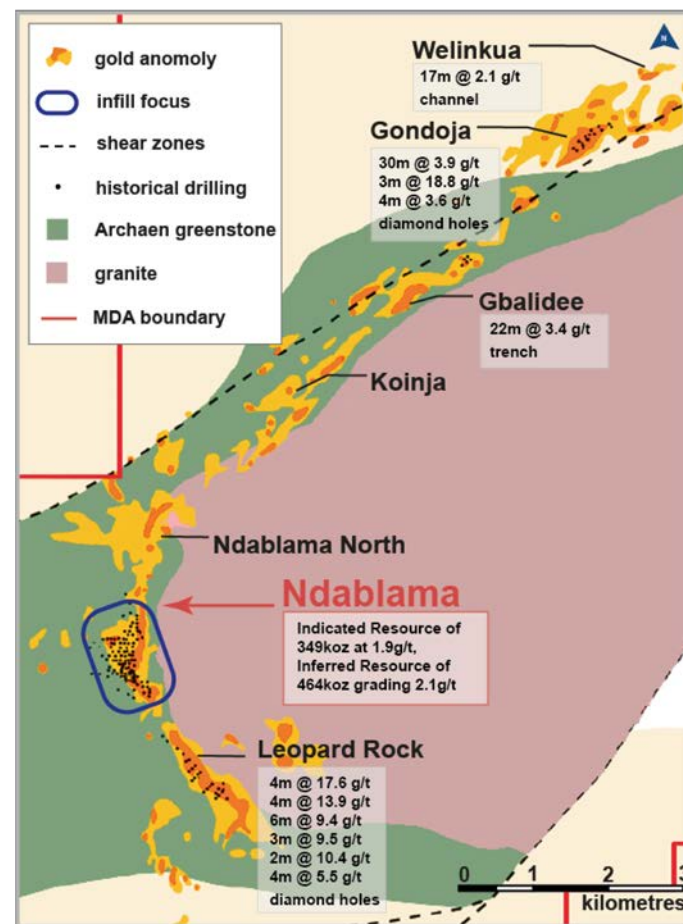 gold anomoly
infill focus
shear zones
historical drilling
Archaen greenstone
granite
MDA boundary
N
Welinkua
17m @ 2.1 g/t
channel
Gondoja
30m @ 3.9 g/t
3m @ 18.8 g/t
4m @ 3.6 g/t
diamond holes
Gbalidee
22m @ 3.4 g/t
trench
Koinja
Ndablama North
Ndablama
Indicated Resource of
349koz at 1.9g/t,
Inferred Resource of
464koz grading 2.1g/t
Leopard Rock
4m @ 17.6 g/t
4m @ 13.9 g/t
6m @ 9.4 g/t
3m @ 9.5 g/t
2m @ 10.4 g/t
4m @ 5.5 g/t
diamond holes
0 1 2 3
kilometres